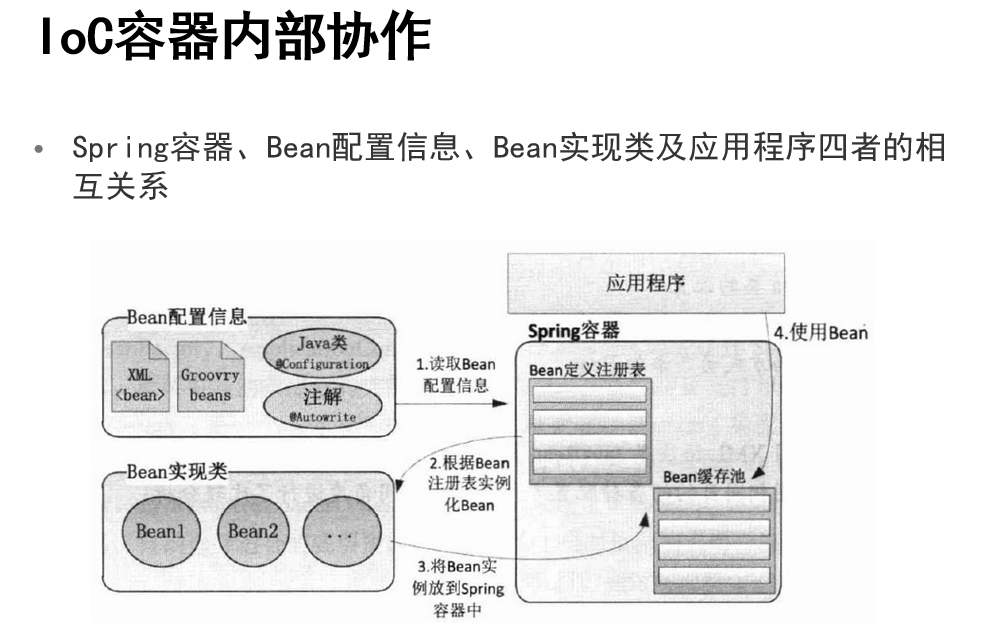 IoC容器内部协作
• Spring容器、Bean配置信息、Bean实现类及应用程序四者的相
互关系
应用程序
Bean配置信息
Spring容器
4.使用Bean
XML
<bean>
Groovry
beans
Java类
@Configuration
注解
@Autowrite
1.读取Bean
配置信息
Bean定义注册表
Bean实现类
2.根据Bean
注册表实例
化Bean
Bean缓存池
Bean1
Bean2
...
3.将Bean实
例放到Spring
容器中